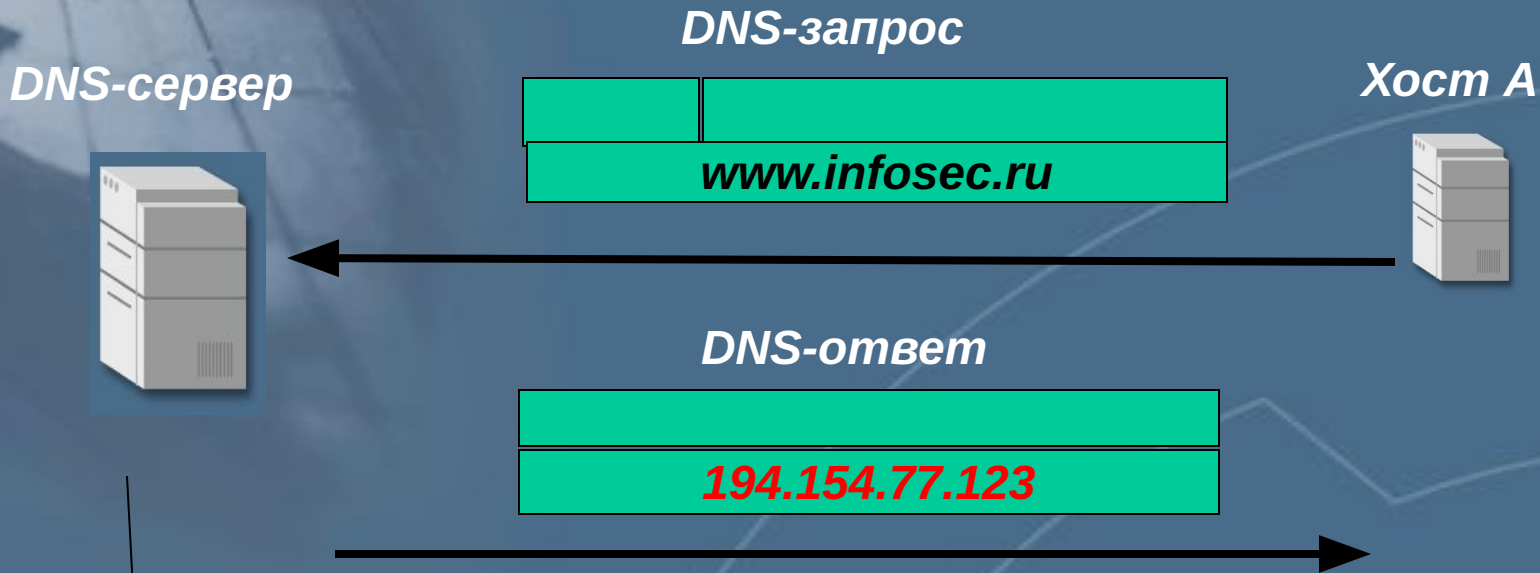 DNS-запрос
DNS-сервер
Хост А
www.infosec.ru
DNS-ответ
194.154.77.123